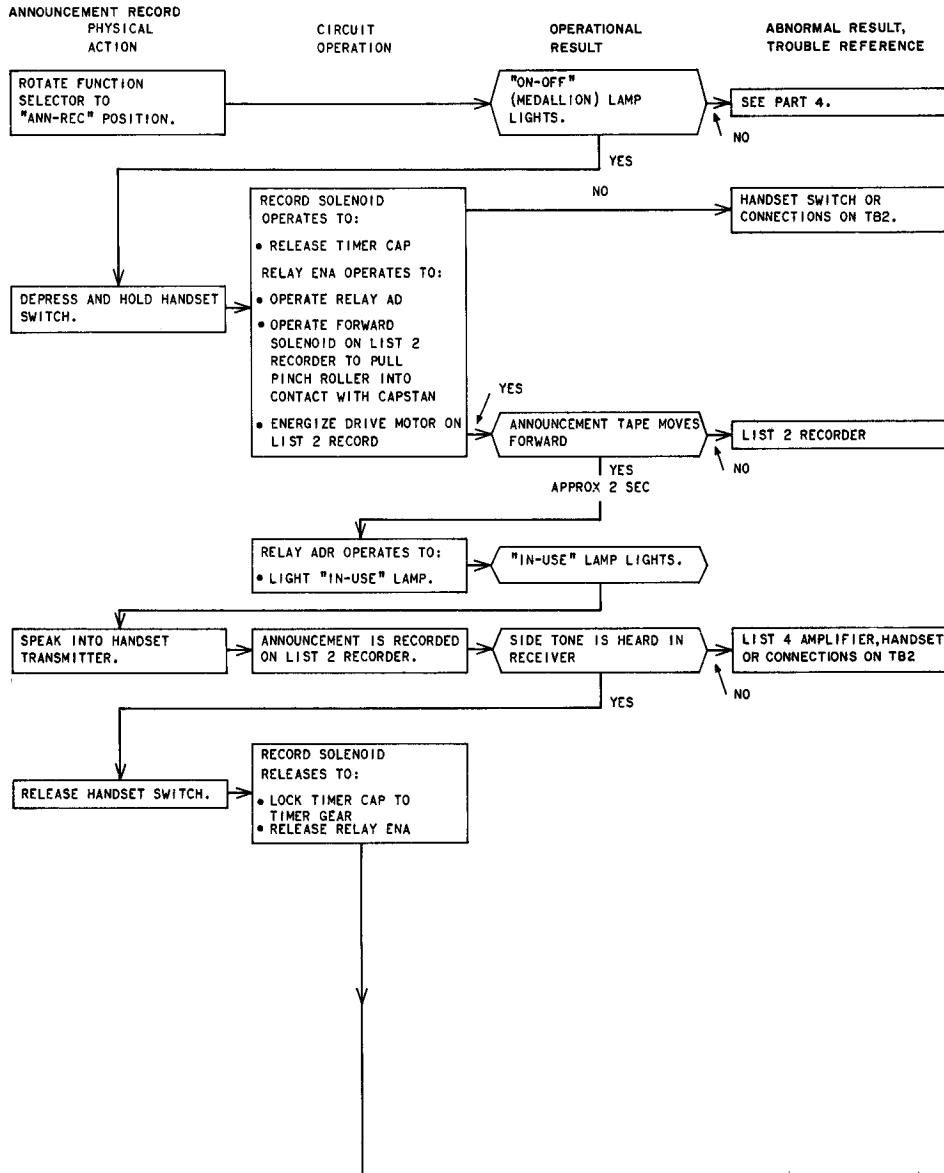 ANNOUNCEMENT RECORD
PHYSICAL
ACTION
CIRCUIT
OPERATION
OPERATIONAL
RESULT
ABNORMAL RESULT,
TROUBLE REFERENCE
ROTATE FUNCTION
SELECTOR TO
"ANN-REC" POSITION.
"ON-OFF"
(MEDALLION) LAMP
LIGHTS.
SEE PART 4.
NO
YES
RECORD SOLENOID
OPERATES TO:
• RELEASE TIMER CAP
RELAY ENA OPERATES TO:
• OPERATE RELAY AD
• OPERATE FORWARD
SOLENOID ON LIST 2
RECORDER TO PULL
PINCH ROLLER INTO
CONTACT WITH CAPSTAN
• ENERGIZE DRIVE MOTOR ON
LIST 2 RECORD
NO
HANDSET SWITCH OR
CONNECTIONS ON TB2.
DEPRESS AND HOLD HANDSET
SWITCH.
YES
ANNOUNCEMENT TAPE MOVES
FORWARD
LIST 2 RECORDER
NO
YES
APPROX 2 SEC
RELAY ADR OPERATES TO:
• LIGHT "IN-USE" LAMP.
"IN-USE" LAMP LIGHTS.
SPEAK INTO HANDSET
TRANSMITTER.
ANNOUNCEMENT IS RECORDED
ON LIST 2 RECORDER.
SIDE TONE IS HEARD IN
RECEIVER
LIST 4 AMPLIFIER, HANDSET
OR CONNECTIONS ON TB2
NO
YES
RELEASE HANDSET SWITCH.
RECORD SOLENOID
RELEASES TO:
• LOCK TIMER CAP TO
TIMER GEAR
• RELEASE RELAY ENA